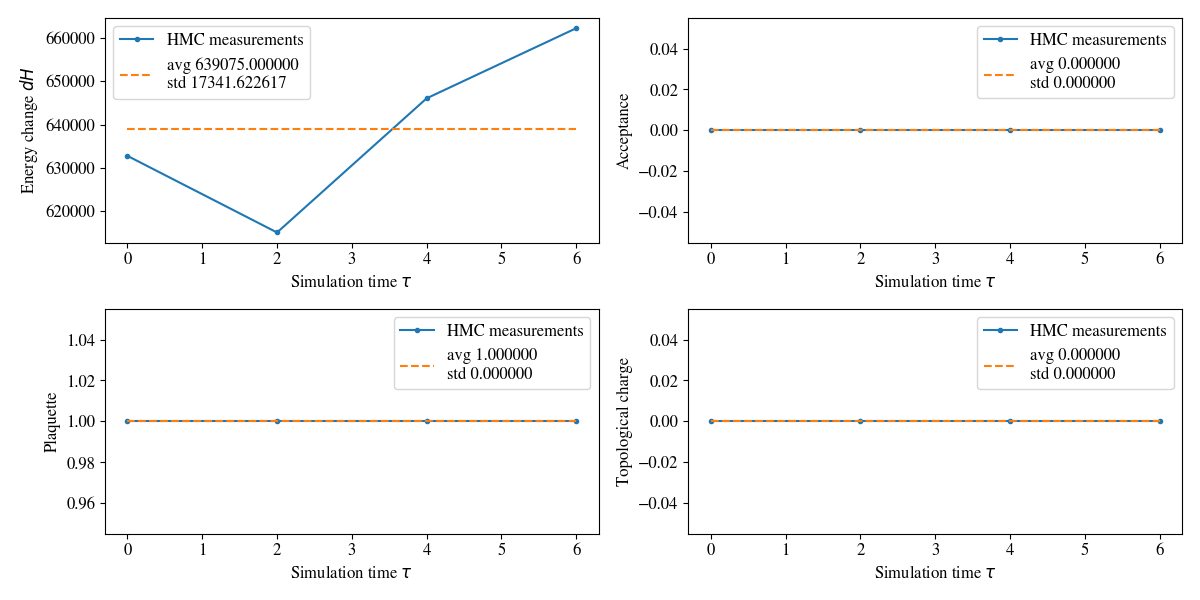 Energy change dH
660000
650000
640000
630000
620000
HMC measurements
avg 639075.000000
std 17341.622617
0 1 2 3 4 5 6
Simulation time τ
Acceptance
0.04
0.02
0.00
−0.02
−0.04
HMC measurements
avg 0.000000
std 0.000000
0 1 2 3 4 5 6
Simulation time τ
Plaquette
1.04
1.02
1.00
0.98
0.96
HMC measurements
avg 1.000000
std 0.000000
0 1 2 3 4 5 6
Simulation time τ
Topological charge
0.04
0.02
0.00
−0.02
−0.04
HMC measurements
avg 0.000000
std 0.000000
0 1 2 3 4 5 6
Simulation time τ